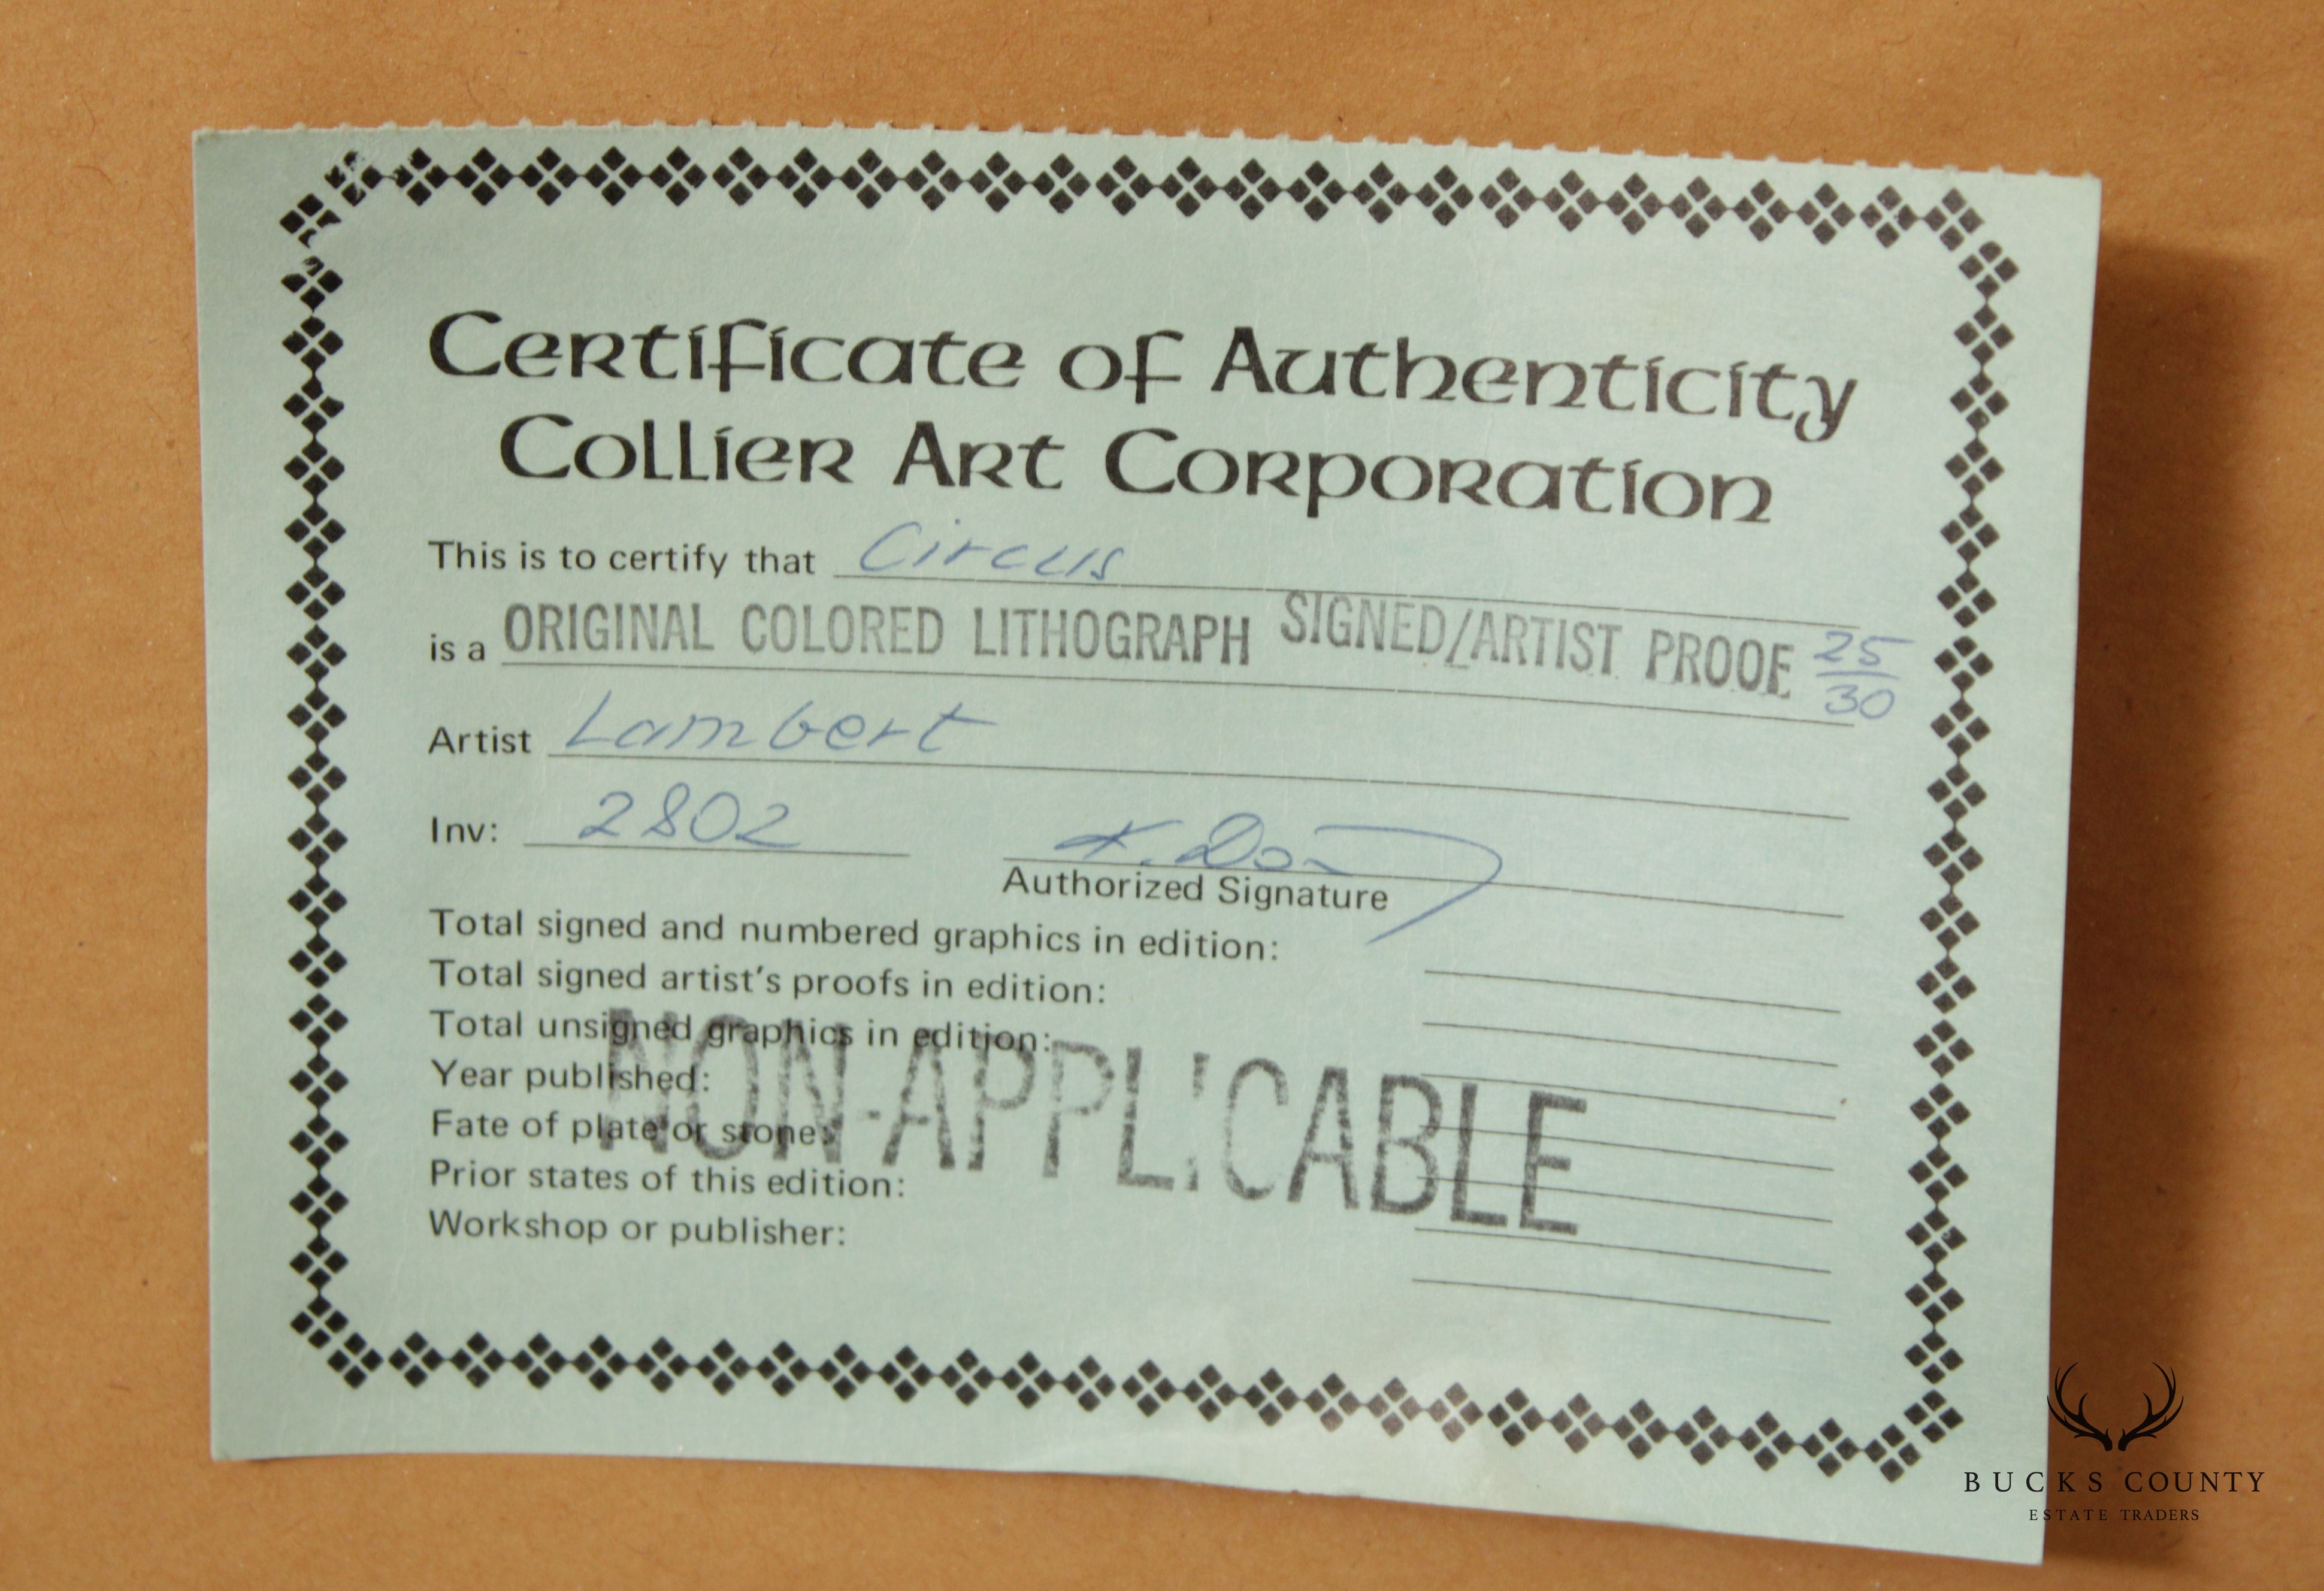 Certificate of Authenticity
Collier Art Corporation
This is to certify that Circus
is a ORIGINAL COLORED LITHOGRAPH SIGNED/ARTIST PROOF 25/30
Artist Lambert
Inv: 2802
Authorized Signature
Total signed and numbered graphics in edition:
Total signed artist's proofs in edition:
Total unsigned graphics in edition:
Year published:
NON-APPLICABLE
Fate of plate or stone:
Prior states of this edition:
Workshop or publisher:
BUCKS COUNTY
ESTATE TRADERS